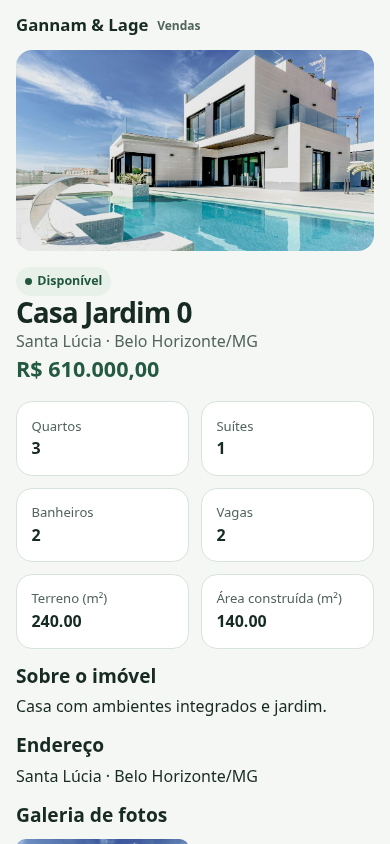 Gannam & Lage Vendas
Disponível
Casa Jardim 0
Santa Lúcia · Belo Horizonte/MG
R$ 610.000,00
Quartos
3
Suítes
1
Banheiros
2
Vagas
2
Terreno (m²)
240.00
Área construída (m²)
140.00
Sobre o imóvel
Casa com ambientes integrados e jardim.
Endereço
Santa Lúcia · Belo Horizonte/MG
Galeria de fotos